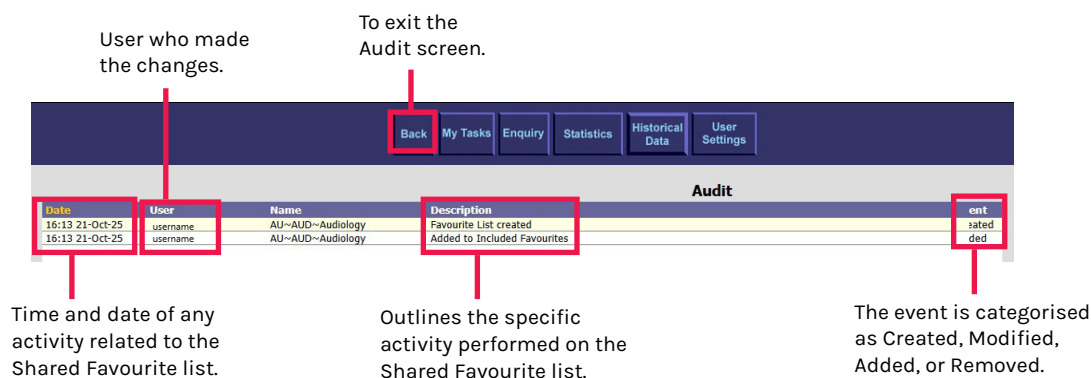 To exit the
Audit screen.
User who made
the changes.
Back My Tasks Enquiry Statistics Historical Data User Settings
Audit
Date User Name Description ent
16:13 21-Oct-25 username AU~AUD~Audiology Favourite List created eated
16:13 21-Oct-25 username AU~AUD~Audiology Added to Included Favourites ded
Time and date of any
activity related to the
Shared Favourite list.
Outlines the specific
activity performed on the
Shared Favourite list.
The event is categorised
as Created, Modified,
Added, or Removed.